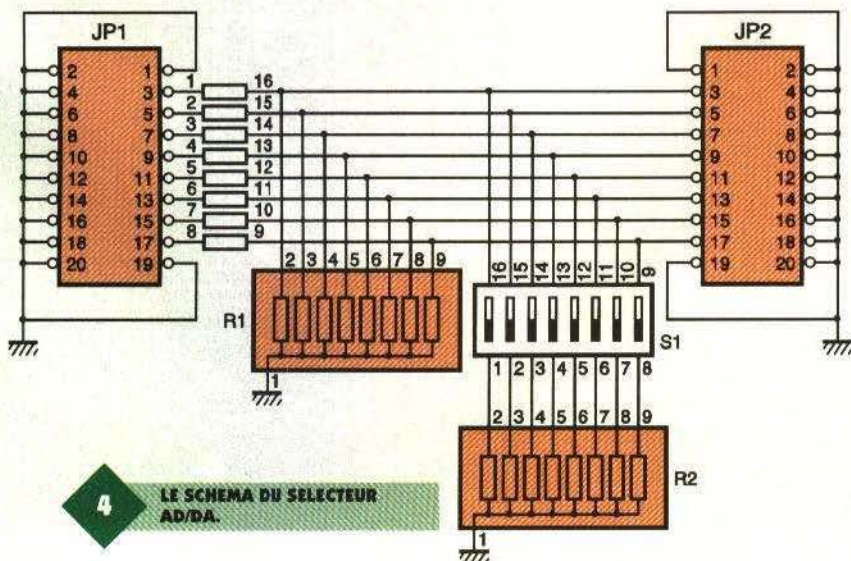 JP1
JP2
2 1
4 3
6 5
8 7
10 9
12 11
14 13
16 15
18 17
20 19
1 16
2 15
3 14
4 13
5 12
6 11
7 10
8 9
1 2
3 4
5 6
7 8
9 10
11 12
13 14
15 16
17 18
19 20
2 3 4 5 6 7 8 9
R1
1
16 15 14 13 12 11 10 9
S1
1 2 3 4 5 6 7 8
2 3 4 5 6 7 8 9
R2
1
4
LE SCHEMA DU SELECTEUR
AD/DA.